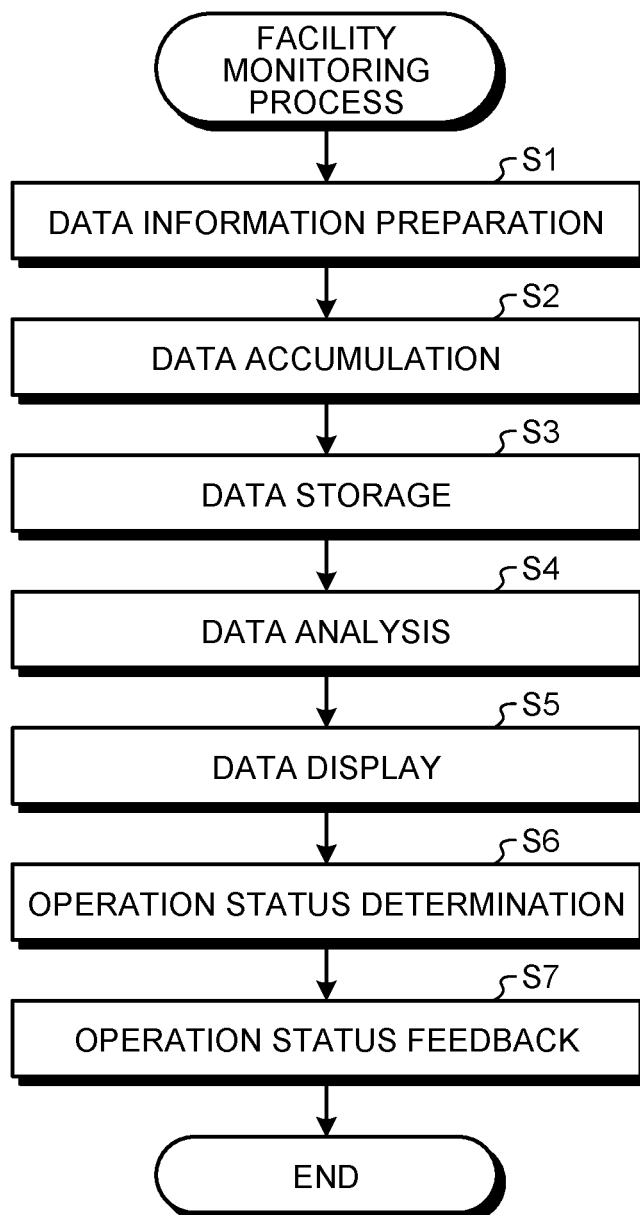 FACILITY
MONITORING
PROCESS
S1
DATA INFORMATION PREPARATION
S2
DATA ACCUMULATION
S3
DATA STORAGE
S4
DATA ANALYSIS
S5
DATA DISPLAY
S6
OPERATION STATUS DETERMINATION
S7
OPERATION STATUS FEEDBACK
END